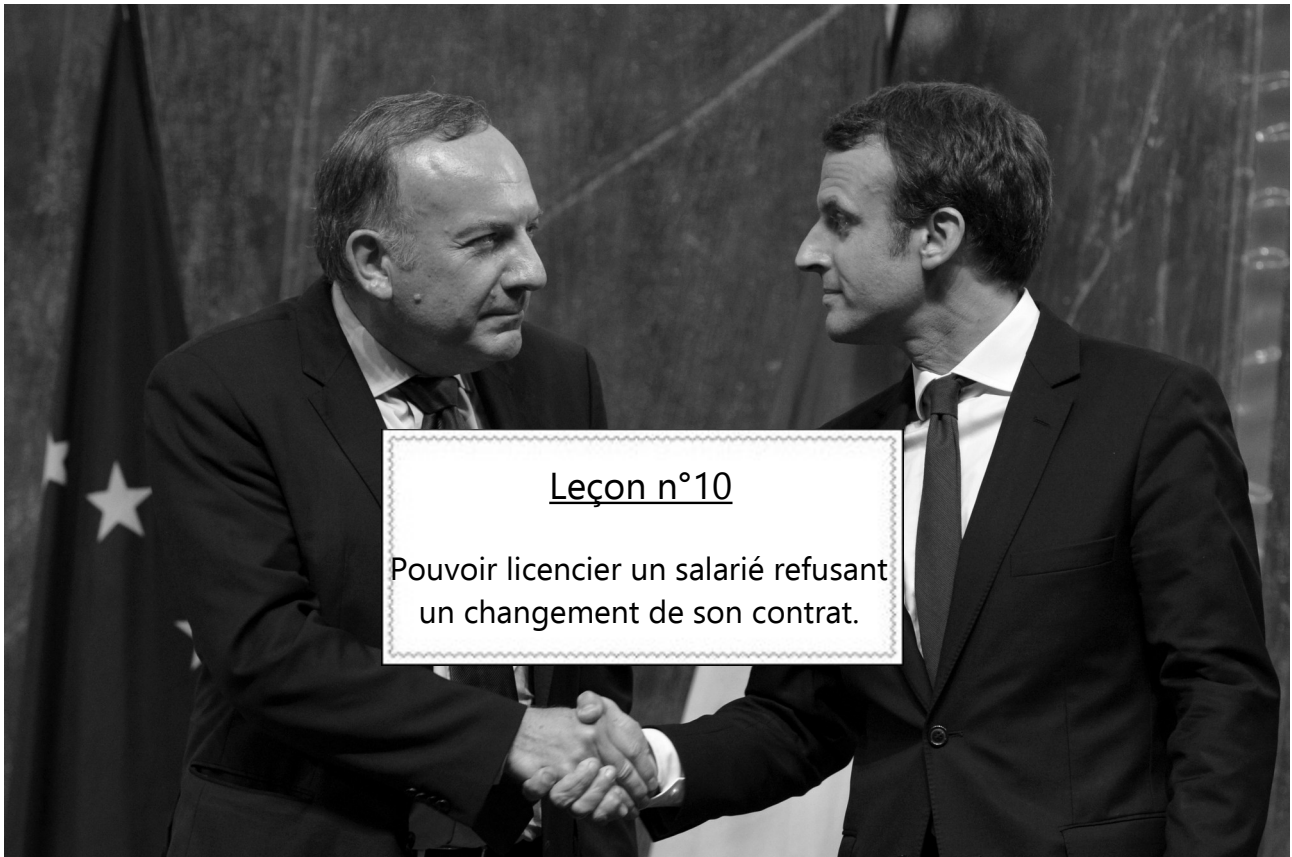 Leçon n°10
Pouvoir licencier un salarié refusant
un changement de son contrat.